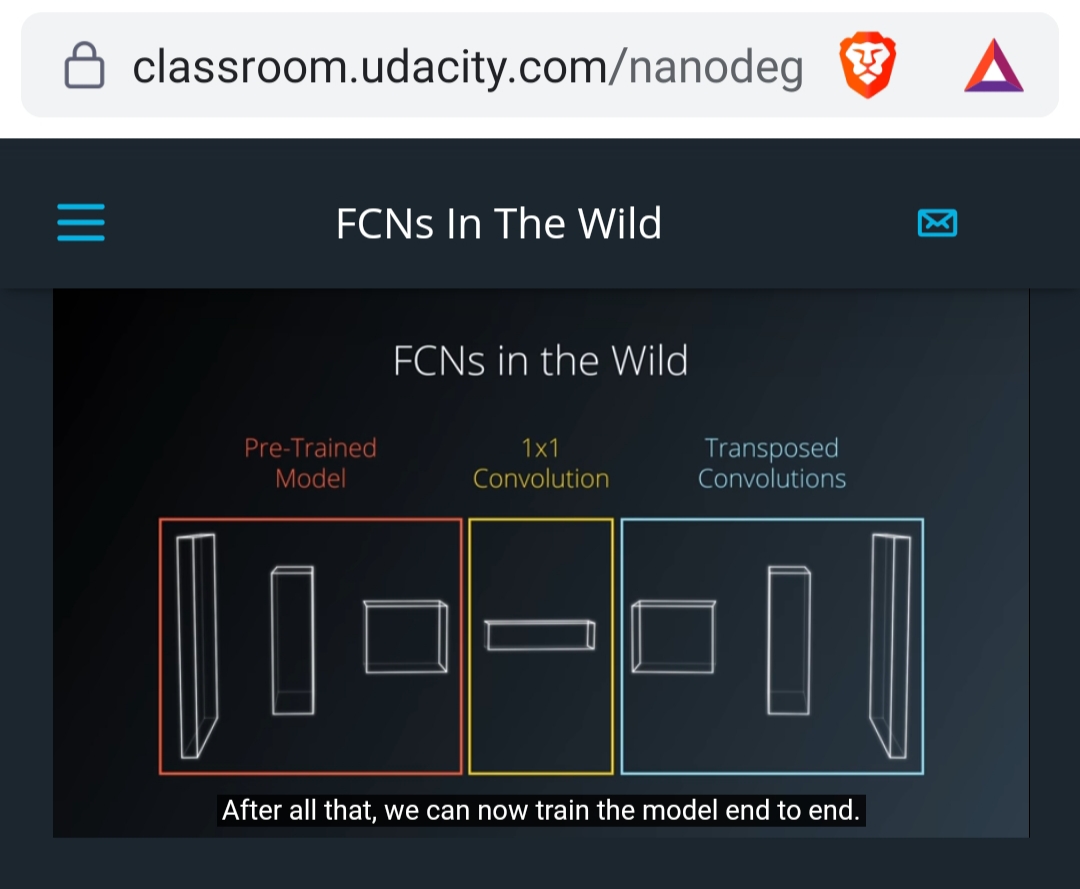 classroom.udacity.com/nanodeg
FCNs In The Wild
FCNs in the Wild
Pre-Trained
Model
1x1
Convolution
Transposed
Convolutions
After all that, we can now train the model end to end.